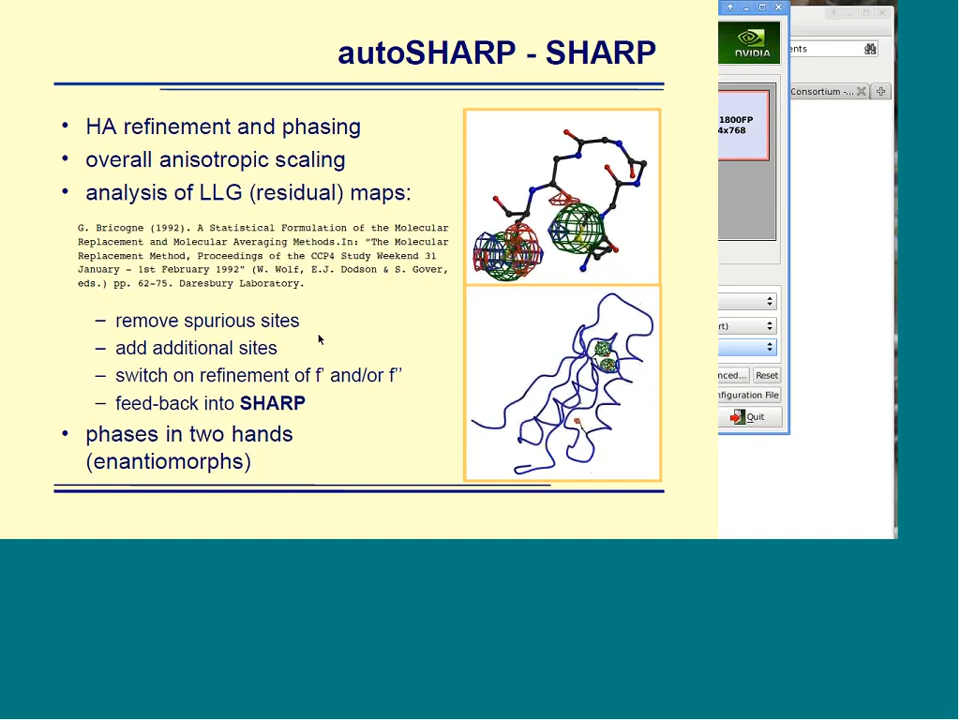 autoSHARP - SHARP
• HA refinement and phasing
• overall anisotropic scaling
• analysis of LLG (residual) maps:
G. Bricogne (1992). A Statistical Formulation of the Molecular
Replacement and Molecular Averaging Methods.In: "The Molecular
Replacement Method, Proceedings of the CCP4 Study Weekend 31
January - 1st February 1992" (W. Wolf, E.J. Dodson & S. Gover,
eds.) pp. 62-75. Daresbury Laboratory.
– remove spurious sites
– add additional sites
– switch on refinement of f' and/or f''
– feed-back into SHARP
• phases in two hands
(enantiomorphs)
NVIDIA
ents
Consortium -...
1800FP
4x768
rt)
nced...
Reset
nfiguration File
Quit